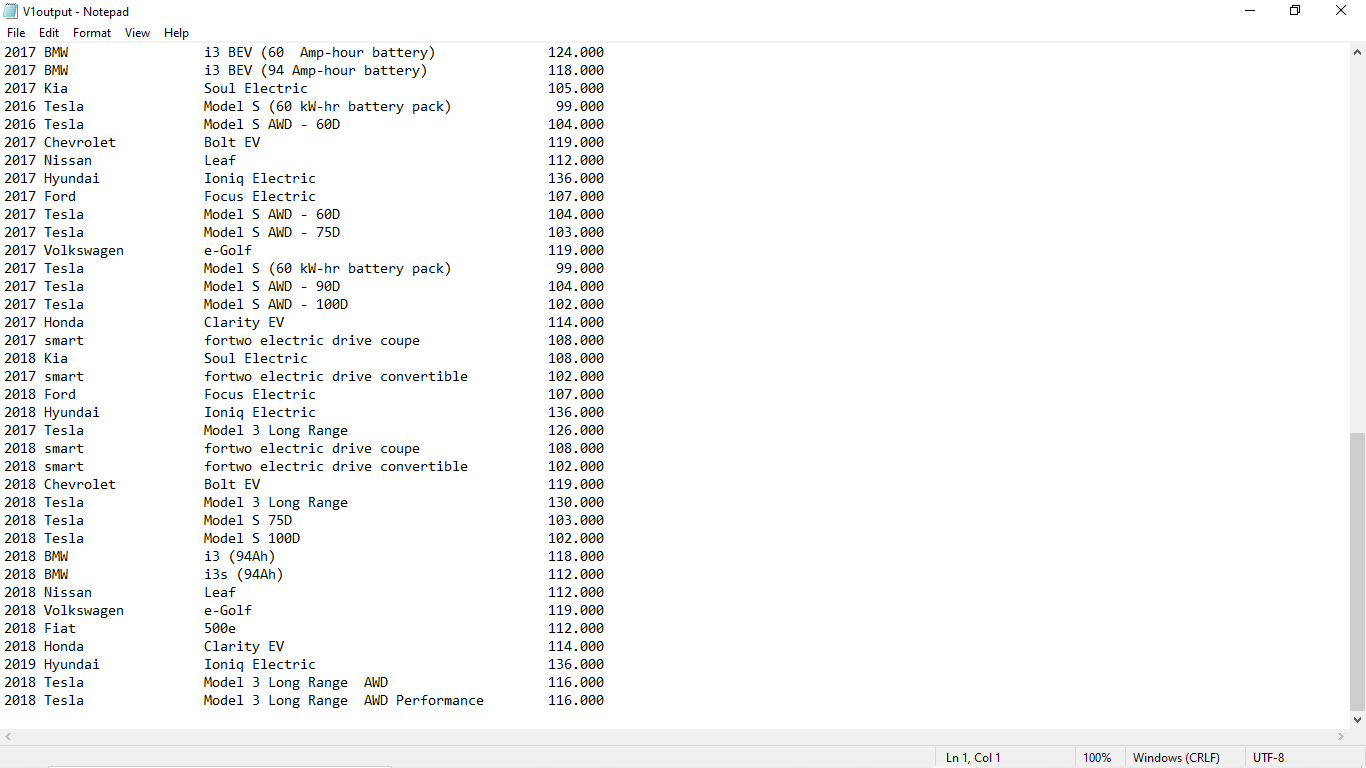 V1output - Notepad
File Edit Format View Help
2017 BMW i3 BEV (60  Amp-hour battery) 124.000
2017 BMW i3 BEV (94 Amp-hour battery) 118.000
2017 Kia Soul Electric 105.000
2016 Tesla Model S (60 kW-hr battery pack) 99.000
2016 Tesla Model S AWD - 60D 104.000
2017 Chevrolet Bolt EV 119.000
2017 Nissan Leaf 112.000
2017 Hyundai Ioniq Electric 136.000
2017 Ford Focus Electric 107.000
2017 Tesla Model S AWD - 60D 104.000
2017 Tesla Model S AWD - 75D 103.000
2017 Volkswagen e-Golf 119.000
2017 Tesla Model S (60 kW-hr battery pack) 99.000
2017 Tesla Model S AWD - 90D 104.000
2017 Tesla Model S AWD - 100D 102.000
2017 Honda Clarity EV 114.000
2017 smart fortwo electric drive coupe 108.000
2018 Kia Soul Electric 108.000
2017 smart fortwo electric drive convertible 102.000
2018 Ford Focus Electric 107.000
2018 Hyundai Ioniq Electric 136.000
2017 Tesla Model 3 Long Range 126.000
2018 smart fortwo electric drive coupe 108.000
2018 smart fortwo electric drive convertible 102.000
2018 Chevrolet Bolt EV 119.000
2018 Tesla Model 3 Long Range 130.000
2018 Tesla Model S 75D 103.000
2018 Tesla Model S 100D 102.000
2018 BMW i3 (94Ah) 118.000
2018 BMW i3s (94Ah) 112.000
2018 Nissan Leaf 112.000
2018 Volkswagen e-Golf 119.000
2018 Fiat 500e 112.000
2018 Honda Clarity EV 114.000
2019 Hyundai Ioniq Electric 136.000
2018 Tesla Model 3 Long Range  AWD 116.000
2018 Tesla Model 3 Long Range  AWD Performance 116.000
Ln 1, Col 1 100% Windows (CRLF) UTF-8